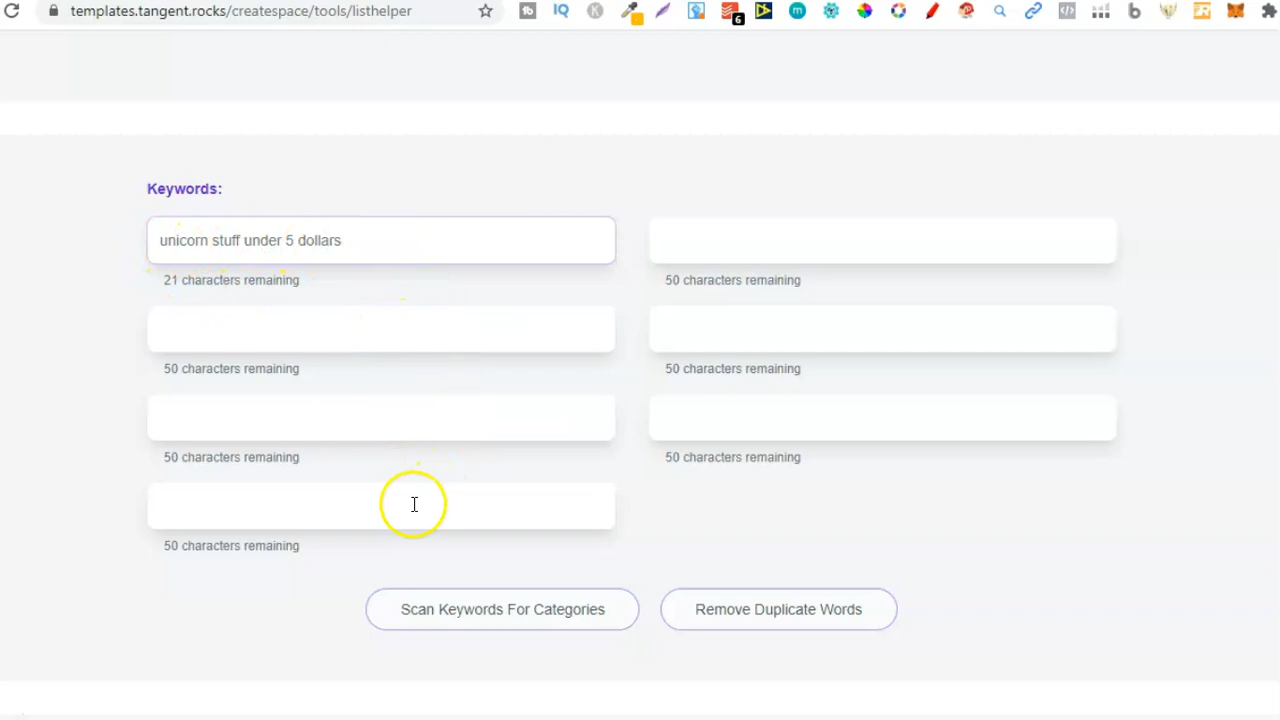 templates.tangent.rocks/createspace/tools/listhelper
IQ
K
6
m
b
Keywords:
unicorn stuff under 5 dollars
21 characters remaining
50 characters remaining
50 characters remaining
50 characters remaining
50 characters remaining
50 characters remaining
50 characters remaining
Scan Keywords For Categories
Remove Duplicate Words